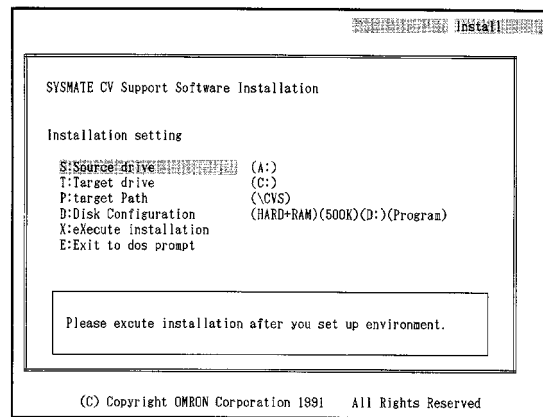 Install
SYSMATE CV Support Software Installation
Installation setting
S:Source drive (A:)
T:Target drive (C:)
P:target Path (\CVS)
D:Disk Configuration (HARD+RAM)(500K)(D:)(Program)
X:eXecute installation
E:Exit to dos prompt
Please excute installation after you set up environment.
(C) Copyright OMRON Corporation 1991 All Rights Reserved